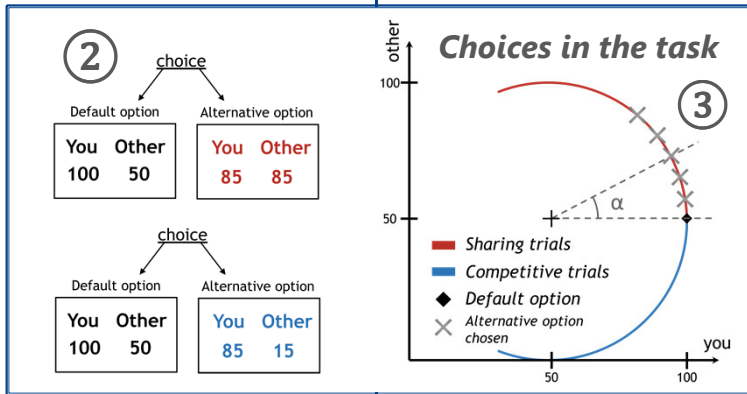 ②
choice
Default option
Alternative option
You Other
100 50
You Other
85 85
choice
Default option
Alternative option
You Other
100 50
You Other
85 15
Choices in the task
③
other
100
50
α
Sharing trials
Competitive trials
Default option
Alternative option
chosen
you
50
100